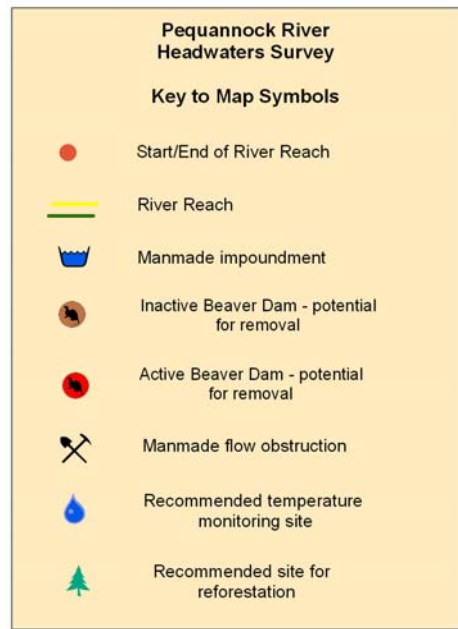 Pequannock River
Headwaters Survey
Key to Map Symbols
Start/End of River Reach
River Reach
Manmade impoundment
Inactive Beaver Dam - potential
for removal
Active Beaver Dam - potential
for removal
Manmade flow obstruction
Recommended temperature
monitoring site
Recommended site for
reforestation